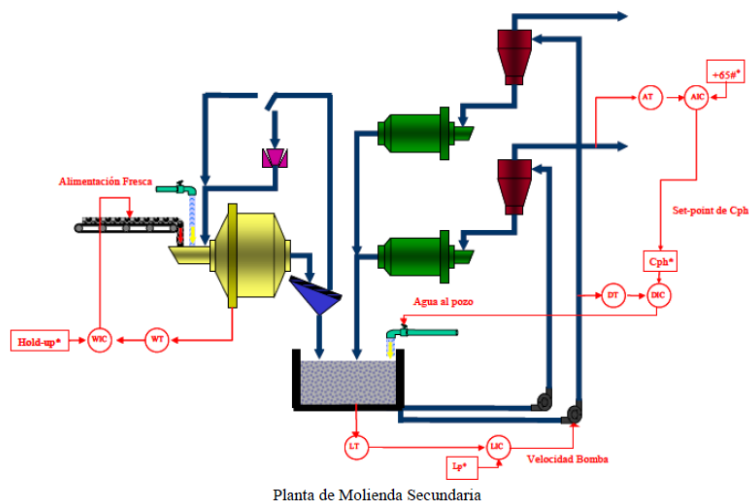 +65#*
AT
AIC
Alimentación Fresca
Set-point de Cph
Cph*
DT
DIC
Agua al pozo
Hold-up*
WIC
WT
LT
LIC
Lp*
Velocidad Bomba
Planta de Molienda Secundaria